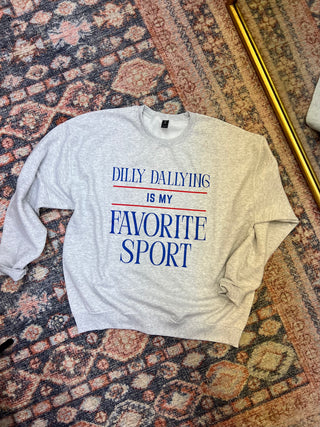 DILLY DALLYING
IS MY
FAVORITE
SPORT